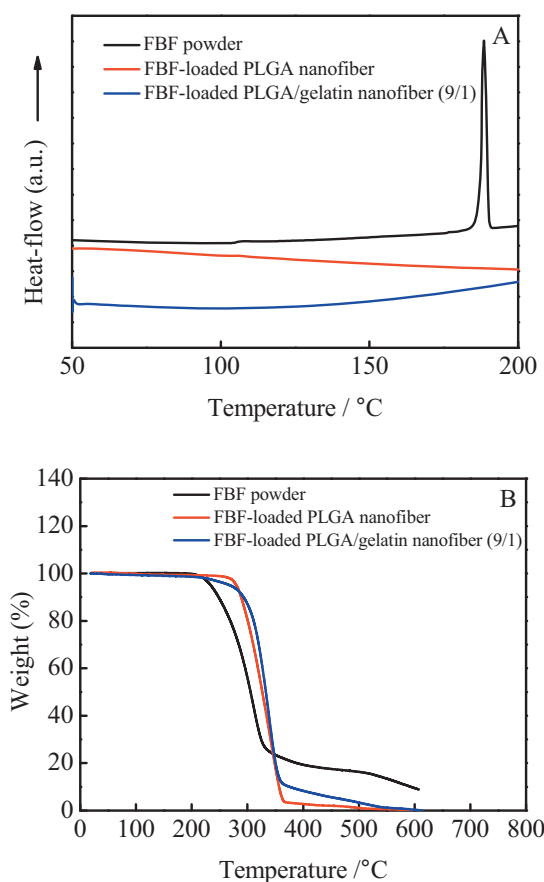 A
FBF powder
FBF-loaded PLGA nanofiber
FBF-loaded PLGA/gelatin nanofiber (9/1)
Heat-flow (a.u.)
50 100 150 200
Temperature / °C
B
FBF powder
FBF-loaded PLGA nanofiber
FBF-loaded PLGA/gelatin nanofiber (9/1)
140
120
100
80
60
40
20
0
Weight (%)
0 100 200 300 400 500 600 700 800
Temperature /°C